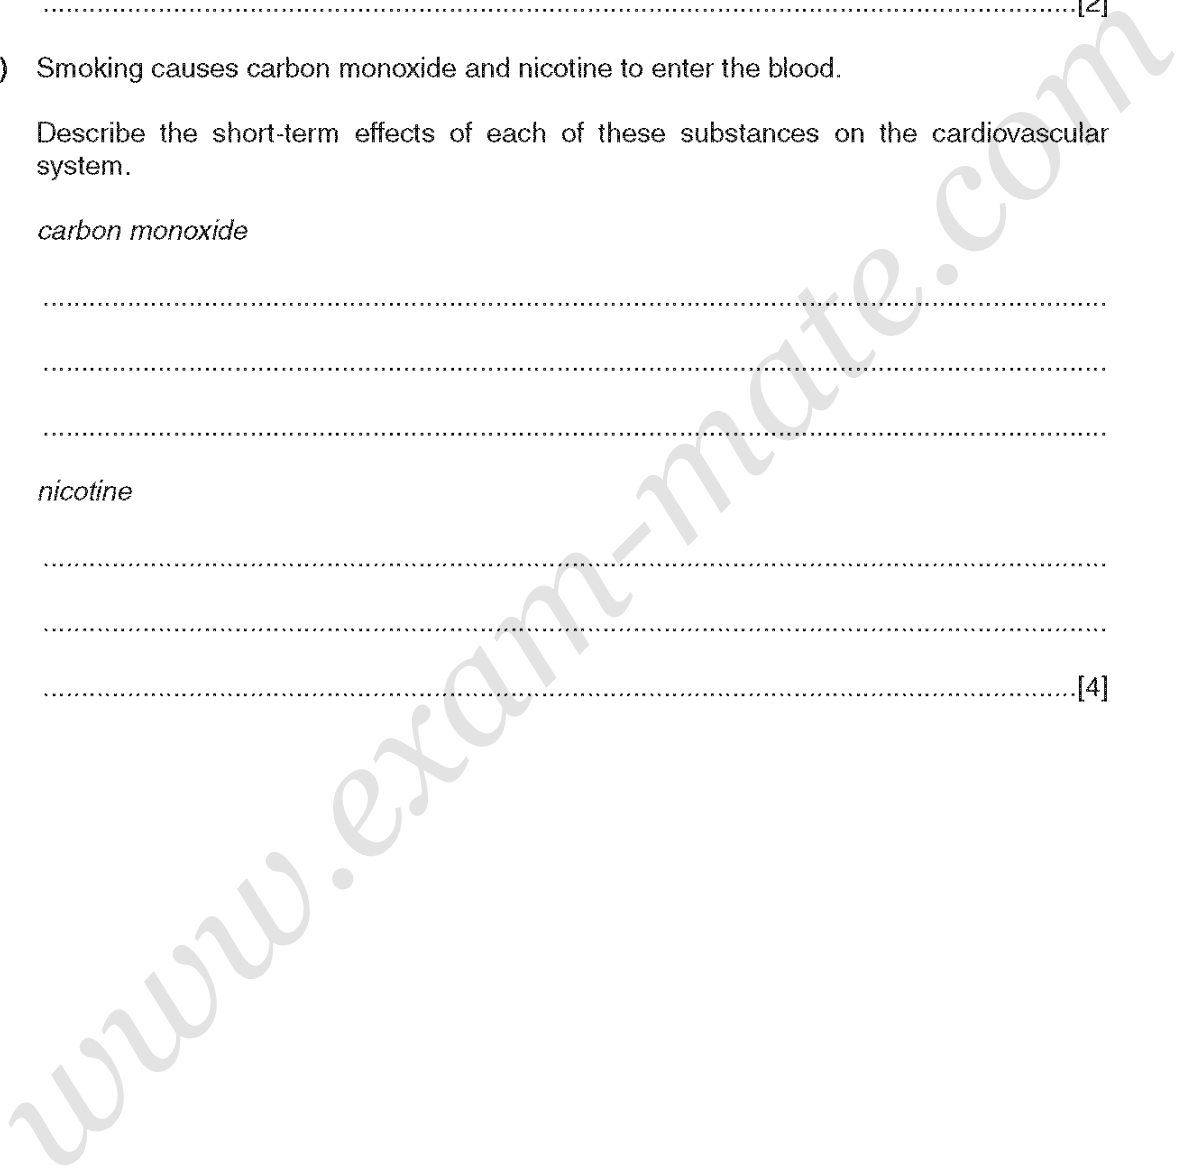 [2]
) Smoking causes carbon monoxide and nicotine to enter the blood.
Describe the short-term effects of each of these substances on the cardiovascular
system.
carbon monoxide
nicotine
[4]
www.exam-mate.com